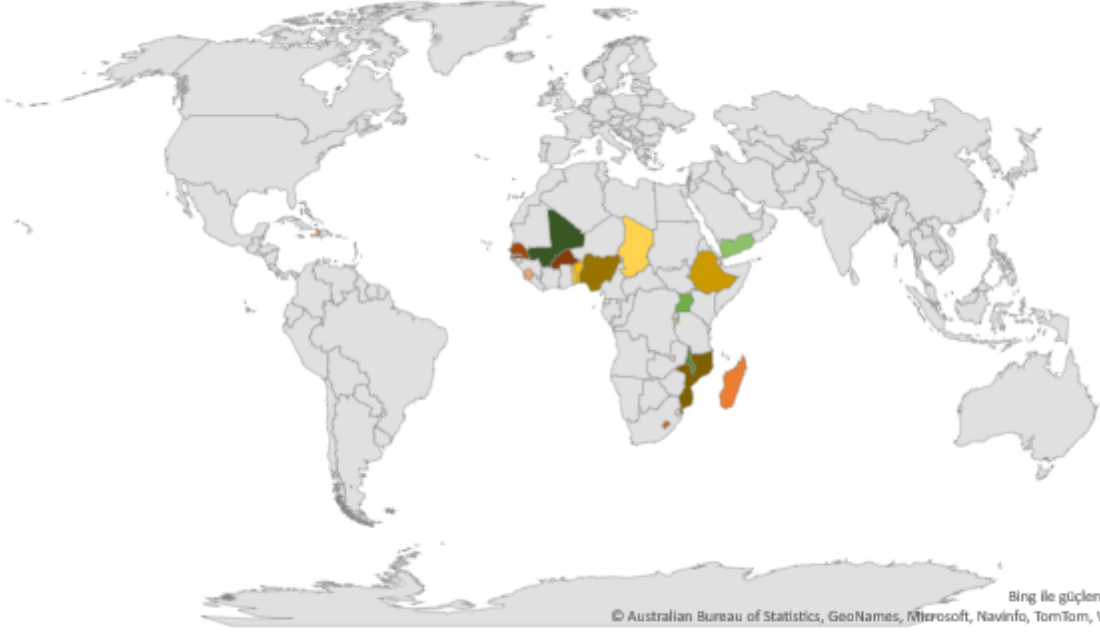 Bing ile güçlen
© Australian Bureau of Statistics, GeoNames, Microsoft, Navinfo, TomTom,